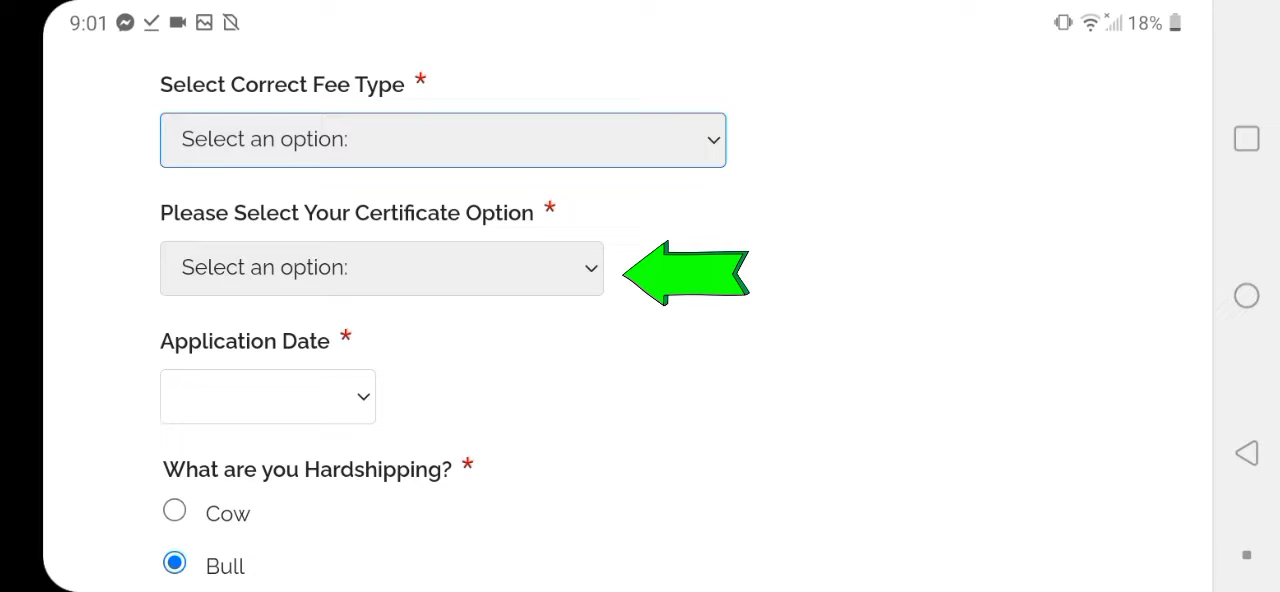 9:01
18%
Select Correct Fee Type *
Select an option:
Please Select Your Certificate Option *
Select an option:
Application Date *
What are you Hardshipping? *
Cow
Bull